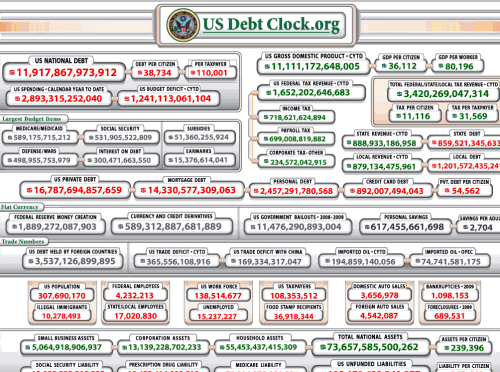 US Debt Clock.org
US NATIONAL DEBT
$ 11,917,867,973,912
DEBT PER CITIZEN
$ 38,734
PER TAXPAYER
$ 110,001
US GROSS DOMESTIC PRODUCT • CYTD
$ 11,111,172,648,005
GDP PER CITIZEN
$ 36,112
GDP PER WORKER
$ 80,196
US SPENDING • CALENDAR YEAR TO DATE
$ 2,893,315,252,040
US BUDGET DEFICIT • CYTD
$ 1,241,113,061,104
US FEDERAL TAX REVENUE • CYTD
$ 1,652,202,646,683
TOTAL FEDERAL/STATE/LOCAL TAX REVENUE • CYTD
$ 3,420,269,047,314
TAX PER CITIZEN
$ 11,116
TAX PER TAXPAYER
$ 31,569
Largest Budget Items
MEDICARE/MEDICAID
$ 589,175,715,212
SOCIAL SECURITY
$ 531,905,522,809
SUBSIDIES
$ 51,360,255,924
INCOME TAX
$ 718,621,624,894
PAYROLL TAX
$ 699,008,819,882
CORPORATE TAX • OTHER
$ 234,572,042,915
STATE REVENUE • CYTD
$ 888,933,186,958
STATE DEBT
$ 859,521,345,633
DEFENSE/WARS
$ 498,955,753,979
INTEREST ON DEBT
$ 300,471,663,550
EARMARKS
$ 15,376,614,041
LOCAL REVENUE • CYTD
$ 879,134,475,961
LOCAL DEBT
$ 1,201,572,435,241
US PRIVATE DEBT
$ 16,787,694,857,659
MORTGAGE DEBT
$ 14,330,577,309,063
PERSONAL DEBT
$ 2,457,291,780,568
CREDIT CARD DEBT
$ 892,007,494,043
PVT. DEBT PER CITIZEN
$ 54,562
Fiat Currency
FEDERAL RESERVE MONEY CREATION
$ 1,889,272,087,903
CURRENCY AND CREDIT DERIVATIVES
$ 589,312,887,681,889
US GOVERNMENT BAILOUTS • 2008-2009
$ 11,476,290,893,004
PERSONAL SAVINGS
$ 617,455,661,698
SAVINGS PER ADUL
$ 2,704
Trade Numbers
US DEBT HELD BY FOREIGN COUNTRIES
$ 3,537,126,899,895
US TRADE DEFICIT • CYTD
$ 365,556,108,916
US TRADE DEFICIT WITH CHINA
$ 169,334,317,047
IMPORTED OIL • CYTD
$ 194,859,140,056
IMPORTED OIL • OPEC
$ 74,741,581,175
US POPULATION
307,690,170
FEDERAL EMPLOYEES
4,232,213
US WORK FORCE
138,514,677
US TAXPAYERS
108,353,512
DOMESTIC AUTO SALES
3,656,978
BANKRUPTCIES • 2009
1,098,153
ILLEGAL IMMIGRANTS
10,278,493
STATE/LOCAL EMPLOYEES
17,020,830
UNEMPLOYED
15,237,227
FOOD STAMP RECIPIENTS
36,918,344
FOREIGN AUTO SALES
4,542,087
FORECLOSURES • 2009
689,531
SMALL BUSINESS ASSETS
$ 5,064,918,906,937
CORPORATION ASSETS
$ 13,139,228,702,233
HOUSEHOLD ASSETS
$ 55,453,437,415,309
TOTAL NATIONAL ASSETS
$ 73,657,585,500,262
ASSETS PER CITIZEN
$ 239,396
SOCIAL SECURITY LIABILITY
PRESCRIPTION DRUG LIABILITY
MEDICARE LIABILITY
US UNFUNDED LIABILITIES
LIABILITY PER CITIZEN